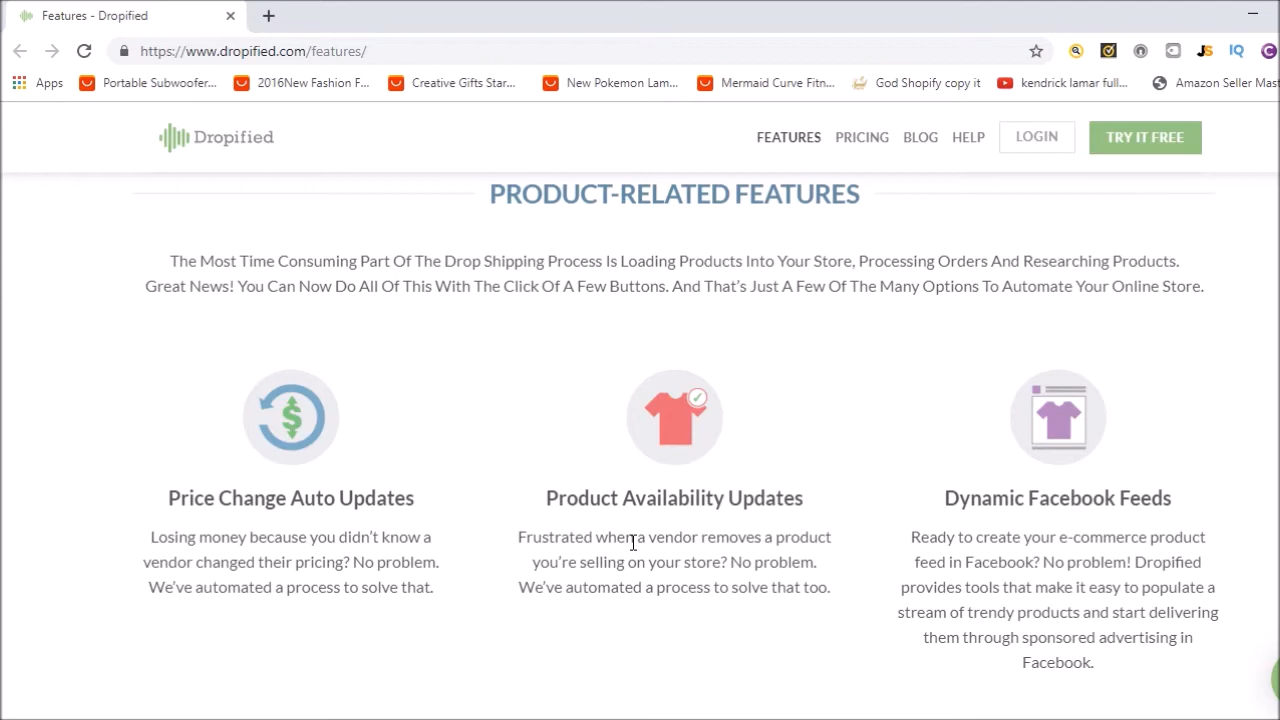 Features - Dropified
https://www.dropified.com/features/
JS
IQ
Apps
Portable Subwoofer...
2016New Fashion F...
Creative Gifts Star...
New Pokemon Lam...
Mermaid Curve Fitn...
God Shopify copy it
kendrick lamar full...
Amazon Seller Mast
Dropified
FEATURES
PRICING
BLOG
HELP
LOGIN
TRY IT FREE
PRODUCT-RELATED FEATURES
The Most Time Consuming Part Of The Drop Shipping Process Is Loading Products Into Your Store, Processing Orders And Researching Products.
Great News! You Can Now Do All Of This With The Click Of A Few Buttons. And That's Just A Few Of The Many Options To Automate Your Online Store.
Price Change Auto Updates
Losing money because you didn't know a
vendor changed their pricing? No problem.
We've automated a process to solve that.
Product Availability Updates
Frustrated when a vendor removes a product
you're selling on your store? No problem.
We've automated a process to solve that too.
Dynamic Facebook Feeds
Ready to create your e-commerce product
feed in Facebook? No problem! Dropified
provides tools that make it easy to populate a
stream of trendy products and start delivering
them through sponsored advertising in
Facebook.